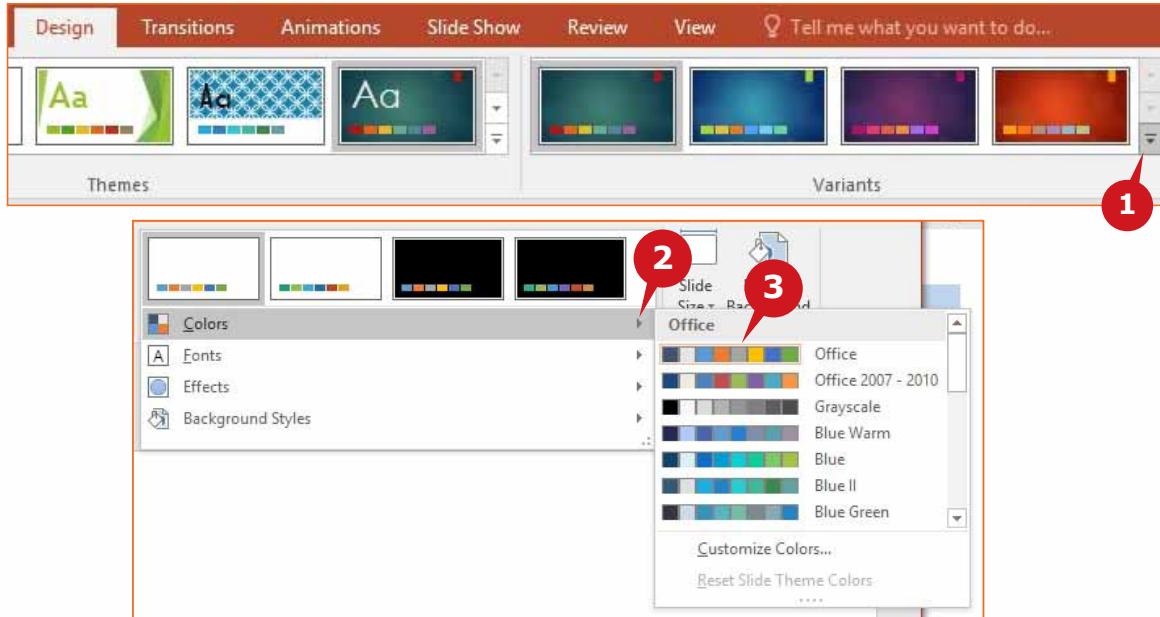 Design Transitions Animations Slide Show Review View Tell me what you want to do...
Aa Aa Aa
Themes Variants
1
2
Slide
3
Size
Colors
Office
Fonts
Office
Effects
Office 2007 - 2010
Background Styles
Grayscale
Blue Warm
Blue
Blue II
Blue Green
Customize Colors...
Reset Slide Theme Colors